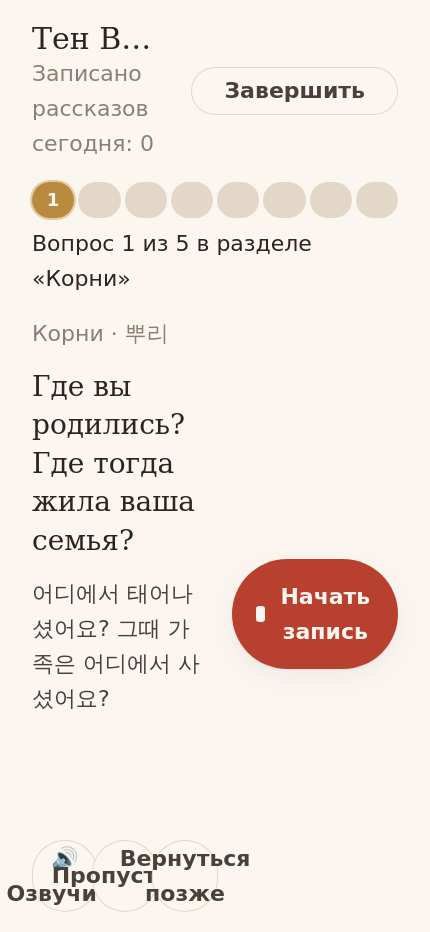 Тен В…
Записано
рассказов
сегодня: 0
Завершить
1
Вопрос 1 из 5 в разделе
«Корни»
Корни · 뿌리
Где вы
родились?
Где тогда
жила ваша
семья?
어디에서 태어나
셨어요? 그때 가
족은 어디에서 사
셨어요?
Начать
запись
🔊
Озвучи
Пропуст
Вернуться
позже